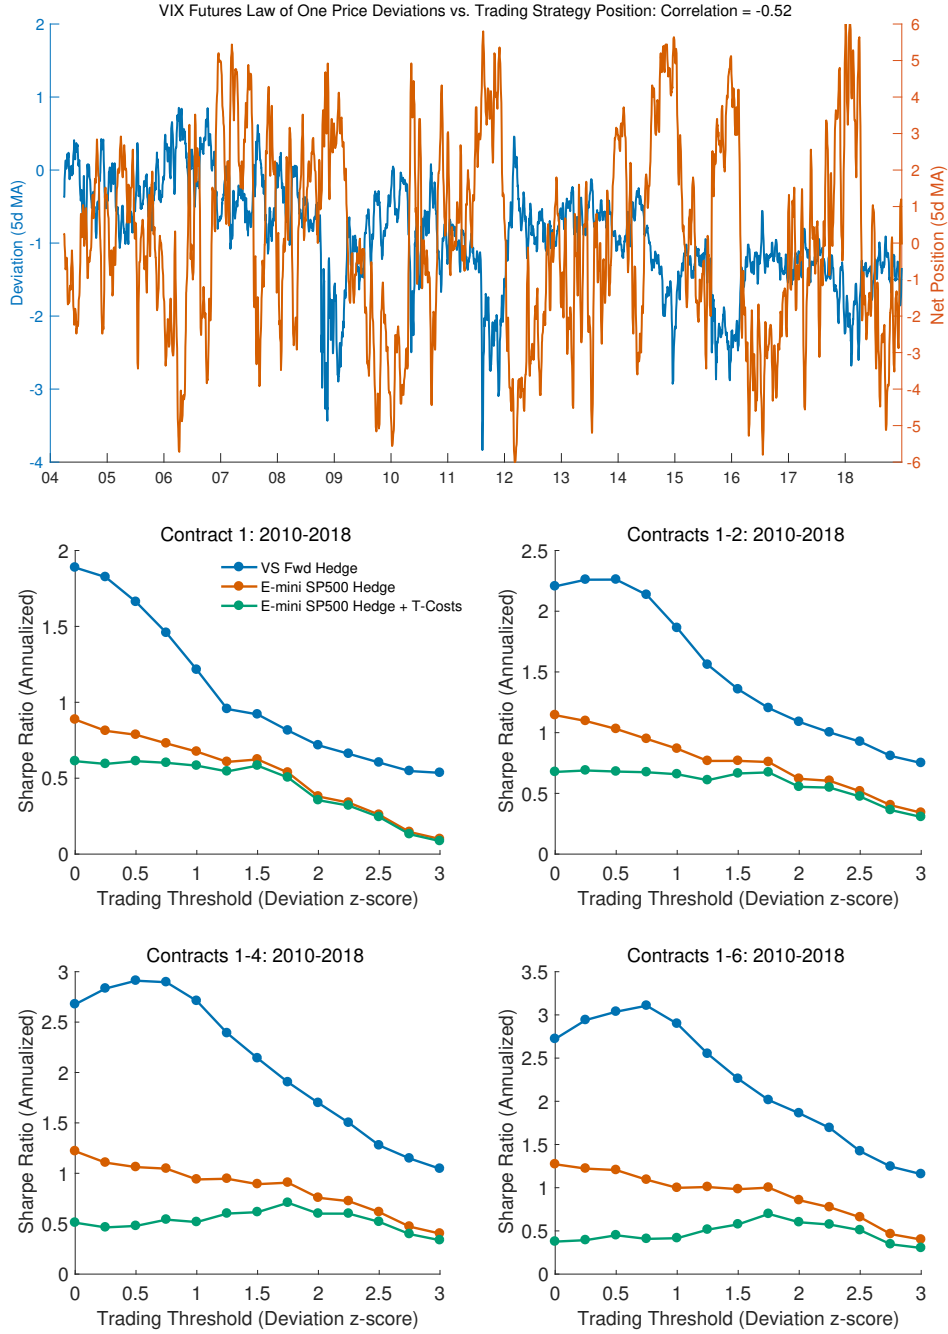 VIX Futures Law of One Price Deviations vs. Trading Strategy Position: Correlation = -0.52
2
1
0
-1
-2
-3
-4
Deviation (5d MA)
6
5
4
3
2
1
0
-1
-2
-3
-4
-5
-6
Net Position (5d MA)
04 05 06 07 08 09 10 11 12 13 14 15 16 17 18
Contract 1: 2010-2018
VS Fwd Hedge
E-mini SP500 Hedge
E-mini SP500 Hedge + T-Costs
2
1.5
1
0.5
0
Sharpe Ratio (Annualized)
0 0.5 1 1.5 2 2.5 3
Trading Threshold (Deviation z-score)
Contracts 1-2: 2010-2018
2.5
2
1.5
1
0.5
0
Sharpe Ratio (Annualized)
0 0.5 1 1.5 2 2.5 3
Trading Threshold (Deviation z-score)
Contracts 1-4: 2010-2018
3
2.5
2
1.5
1
0.5
0
Sharpe Ratio (Annualized)
0 0.5 1 1.5 2 2.5 3
Trading Threshold (Deviation z-score)
Contracts 1-6: 2010-2018
3.5
3
2.5
2
1.5
1
0.5
0
Sharpe Ratio (Annualized)
0 0.5 1 1.5 2 2.5 3
Trading Threshold (Deviation z-score)